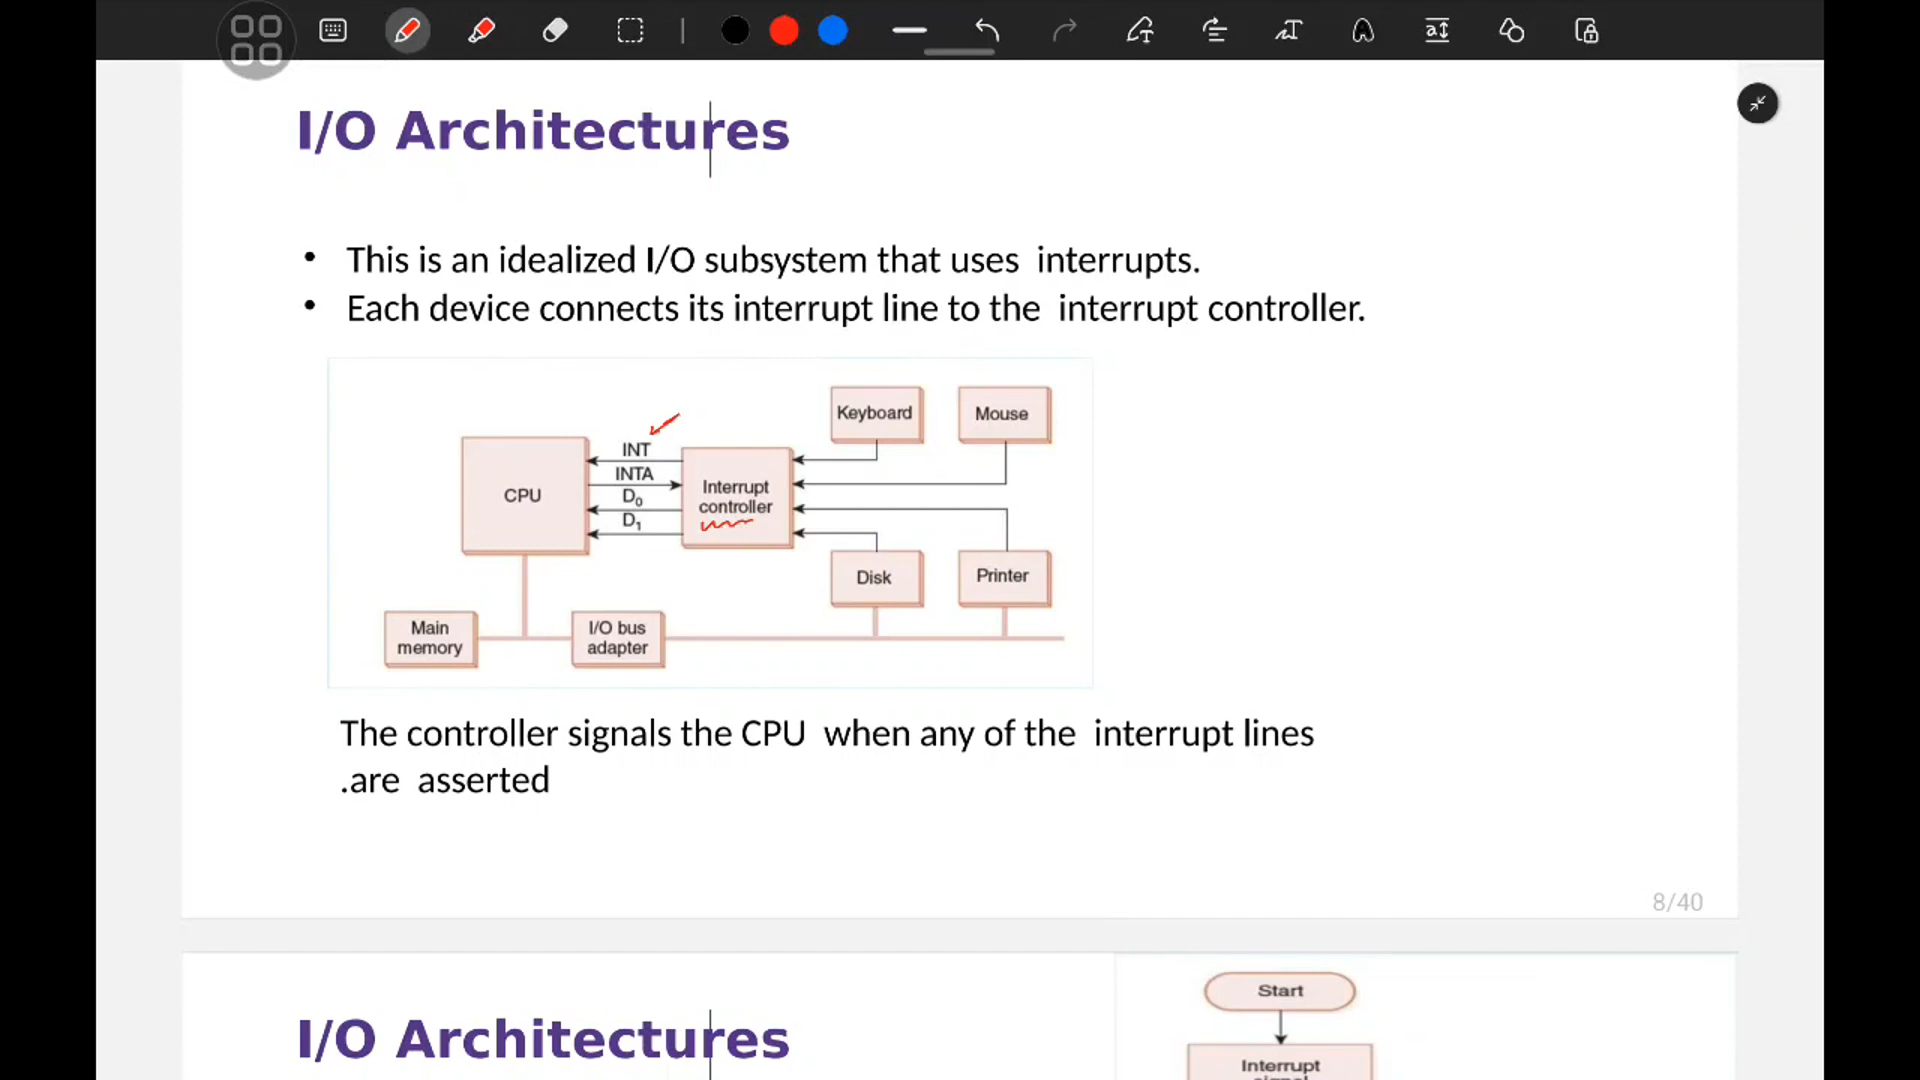 I/O Architectures
• This is an idealized I/O subsystem that uses interrupts.
• Each device connects its interrupt line to the interrupt controller.
Keyboard
Mouse
INT
INTA
D0
D1
CPU
Interrupt
controller
Disk
Printer
Main
memory
I/O bus
adapter
The controller signals the CPU when any of the interrupt lines
.are asserted
8/40
I/O Architectures
Start
Interrupt
signal